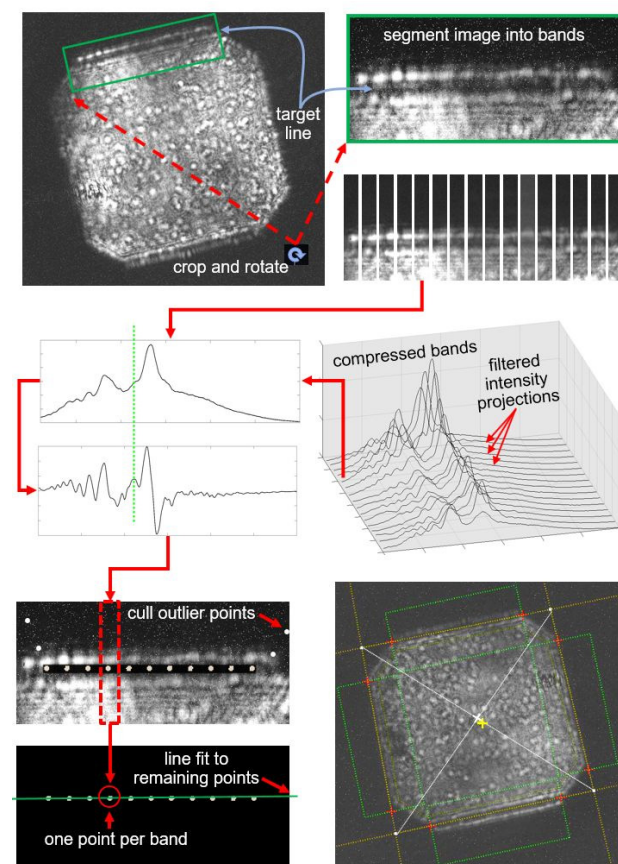 segment image into bands
target
line
crop and rotate
compressed bands
filtered
intensity
projections
cull outlier points
line fit to
remaining points
one point per band